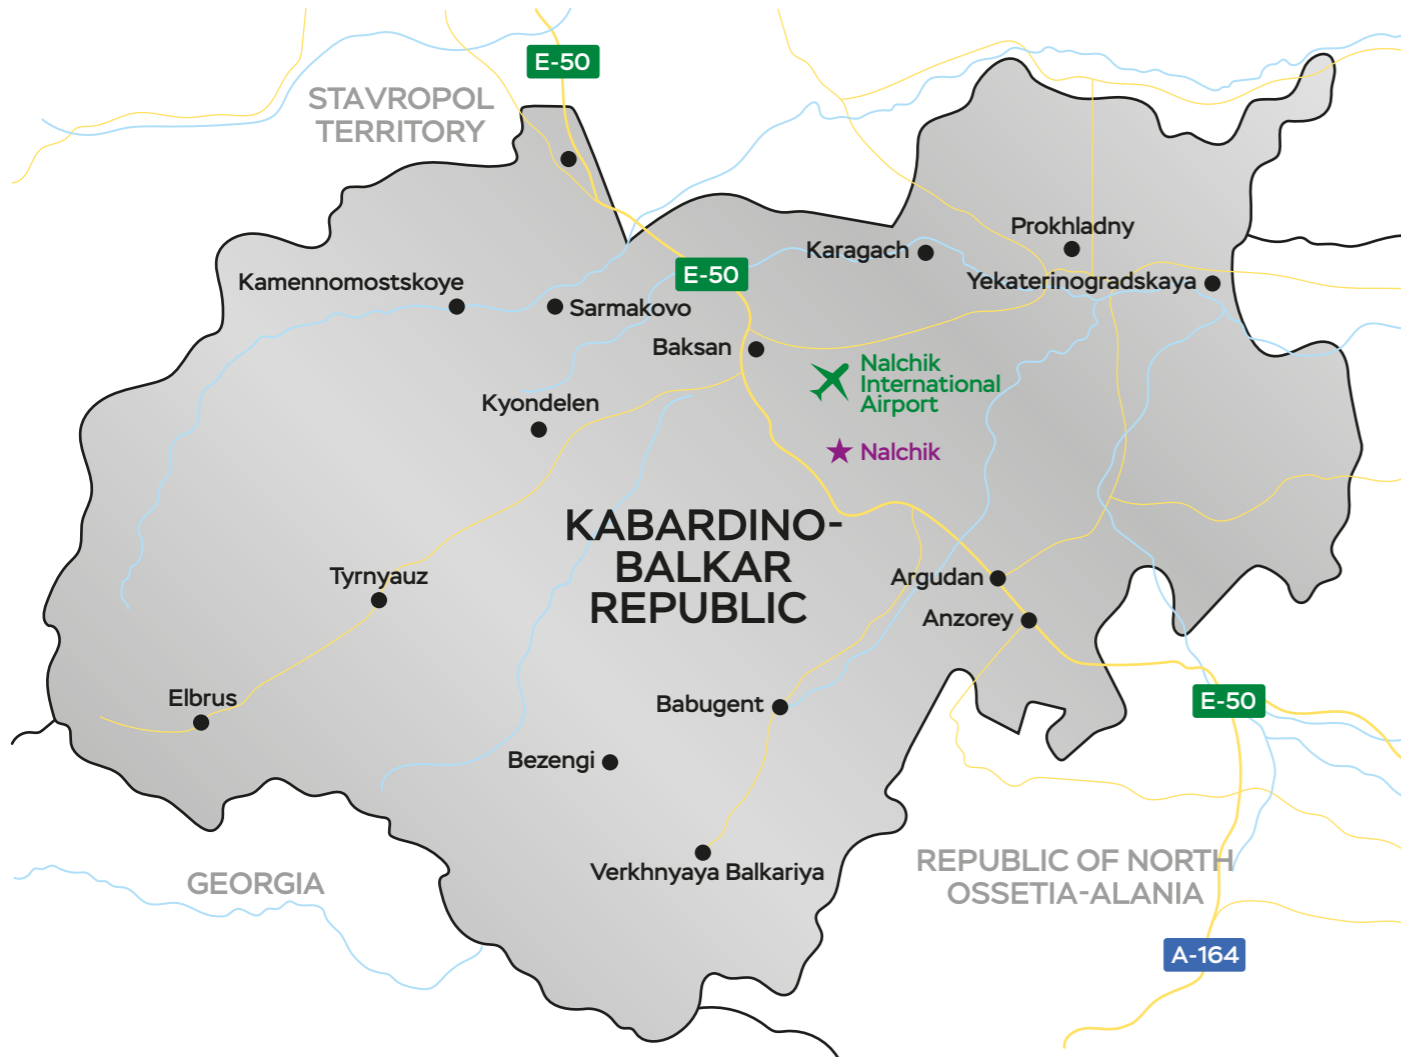 E-50
STAVROPOL
TERRITORY
Prokhladny
Karagach
E-50
Yekaterinogradskaya
Kamennomostskoye
Sarmakovo
Baksan
Nalchik
International
Airport
Kyondelen
Nalchik
KABARDINO-
BALKAR
REPUBLIC
Tyrnyauz
Argudan
Anzorey
Elbrus
Babugent
E-50
Bezengi
Verkhnyaya Balkariya
GEORGIA
REPUBLIC OF NORTH
OSSETIA-ALANIA
A-164